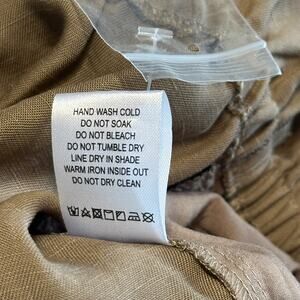 HAND WASH COLD
DO NOT SOAK
DO NOT BLEACH
DO NOT TUMBLE DRY
LINE DRY IN SHADE
WARM IRON INSIDE OUT
DO NOT DRY CLEAN